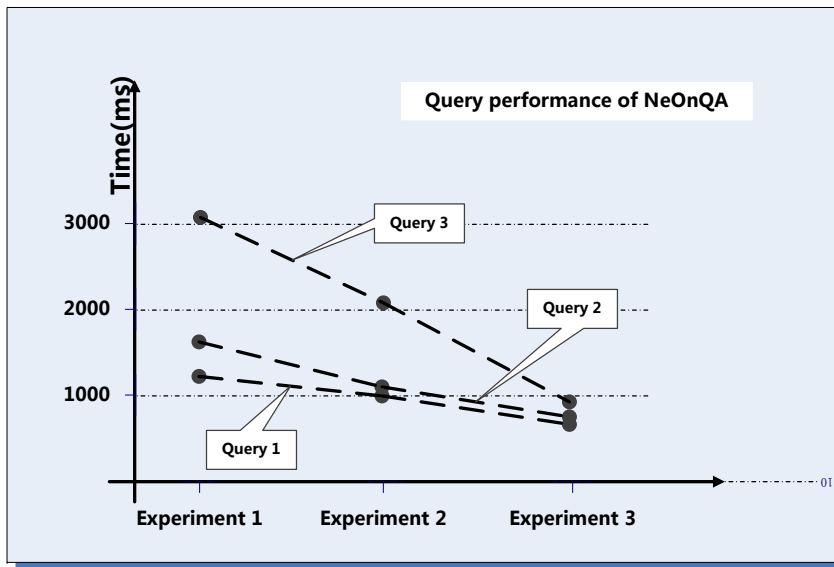 Query performance of NeOnQA
Time(ms)
3000
2000
1000
Query 3
Query 2
Query 1
Experiment 1
Experiment 2
Experiment 3
10